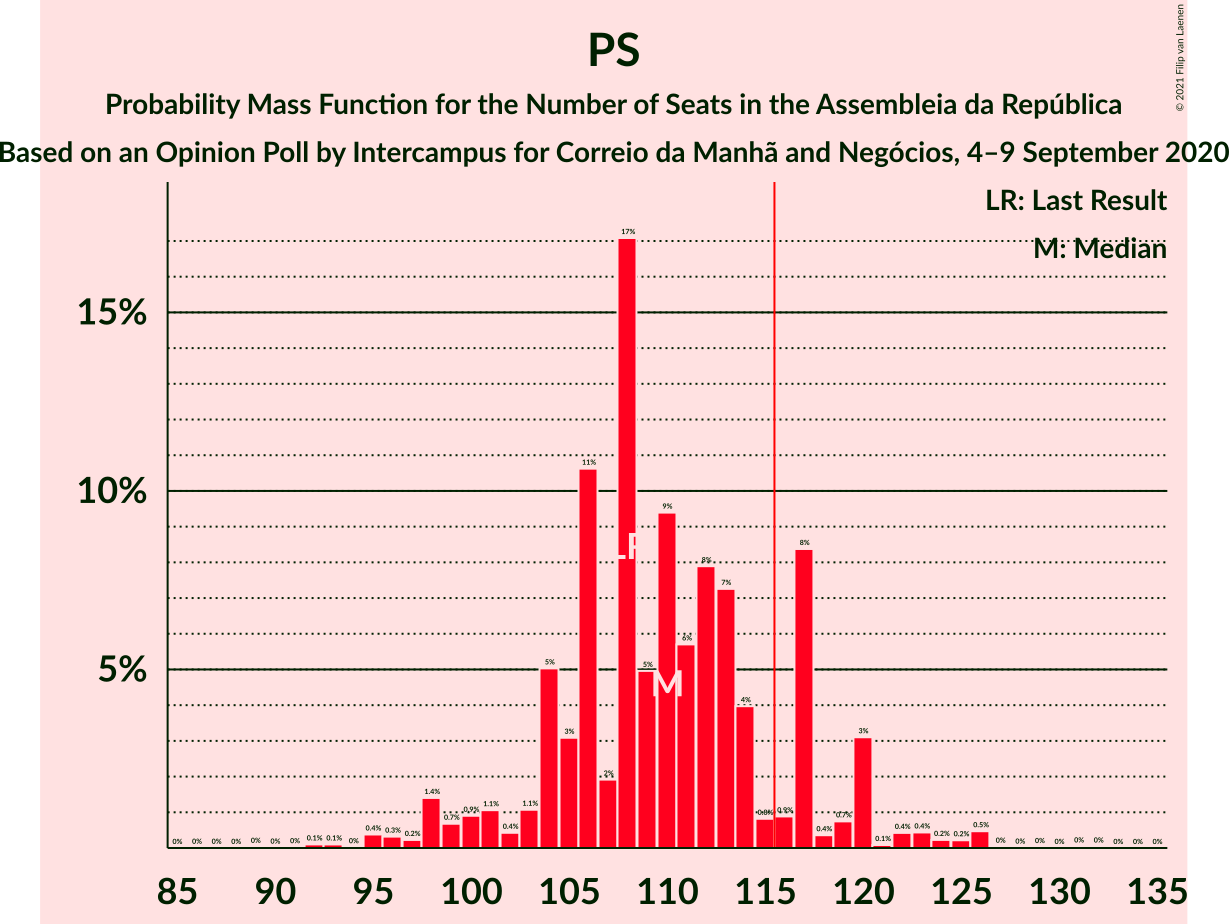 PS
Probability Mass Function for the Number of Seats in the Assembleia da República
Based on an Opinion Poll by Intercampus for Correio da Manhã and Negócios, 4–9 September 2020
© 2021 Filip van Laenen
LR: Last Result
M: Median
15%
10%
5%
0% 0% 0% 0% 0% 0% 0% 0.1% 0.1% 0% 0.4% 0.3% 0.2% 1.4% 0.7% 0.9% 1.1% 0.4% 1.1% 5% 3% 11% 2% 17% 5% 9% 6% 8% 7% 4% 0.8% 0.9% 8% 0.4% 0.7% 3% 0.1% 0.4% 0.4% 0.2% 0.2% 0.5% 0% 0% 0% 0% 0% 0% 0% 0% 0%
LR
M
85 90 95 100 105 110 115 120 125 130 135